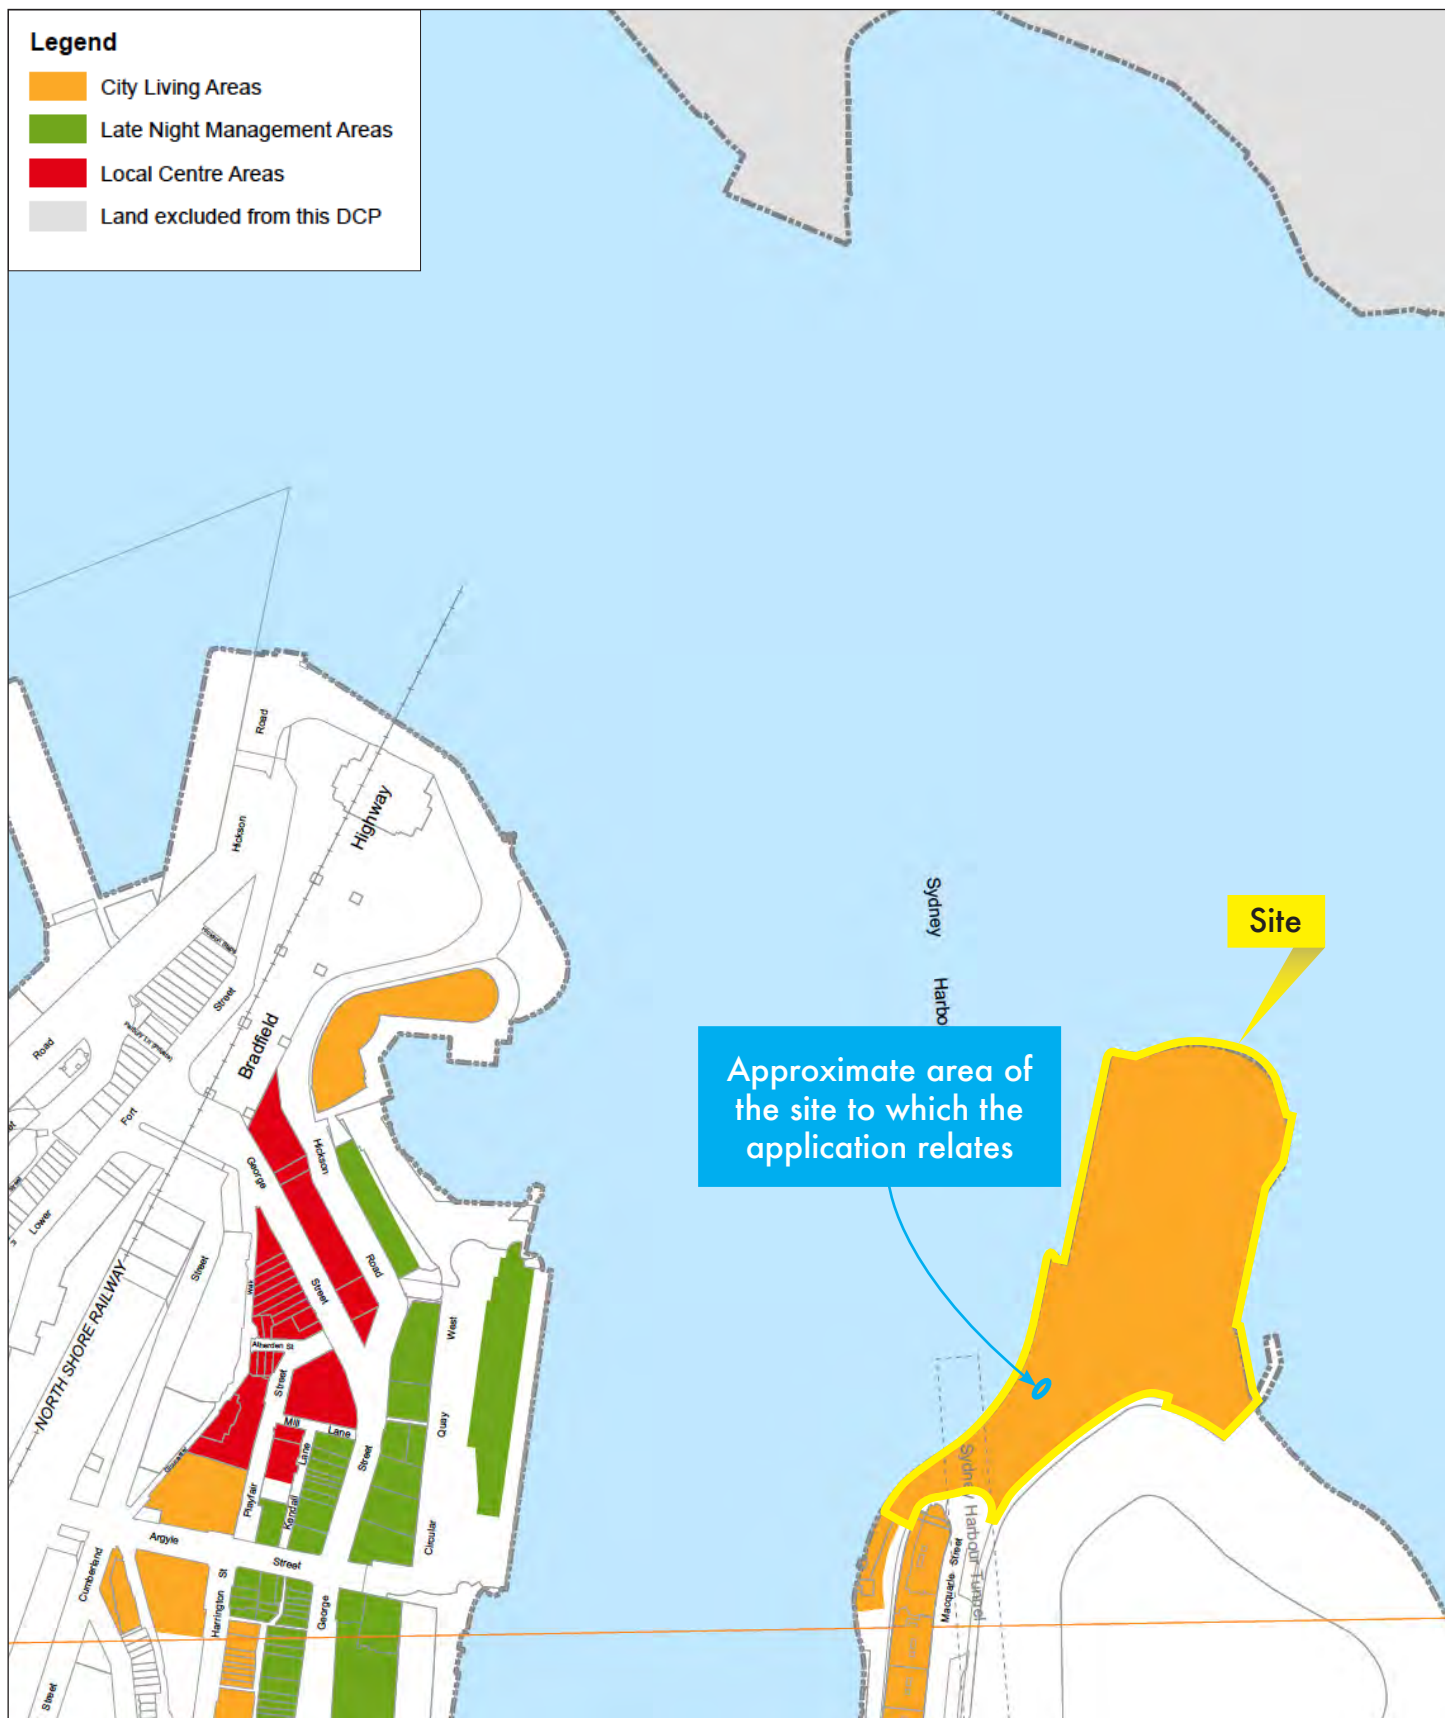 Legend
City Living Areas
Late Night Management Areas
Local Centre Areas
Land excluded from this DCP
Road
Hickson
Highway
Sydney
Harbo
Site
Approximate area of
the site to which the
application relates
Street
Road
Bradfield
Fort
Hickson
George
Road
Street
Lower
Street
NORTH SHORE RAILWAY
Atherden St
Street
West
Mill
Lane
Lane
Street
Quay
Playfair
Kendall
Circular
Argyle
Street
Cumberland
Harrington
St
George
Street
Macquarie Street
Sydney Harbour Tunnel